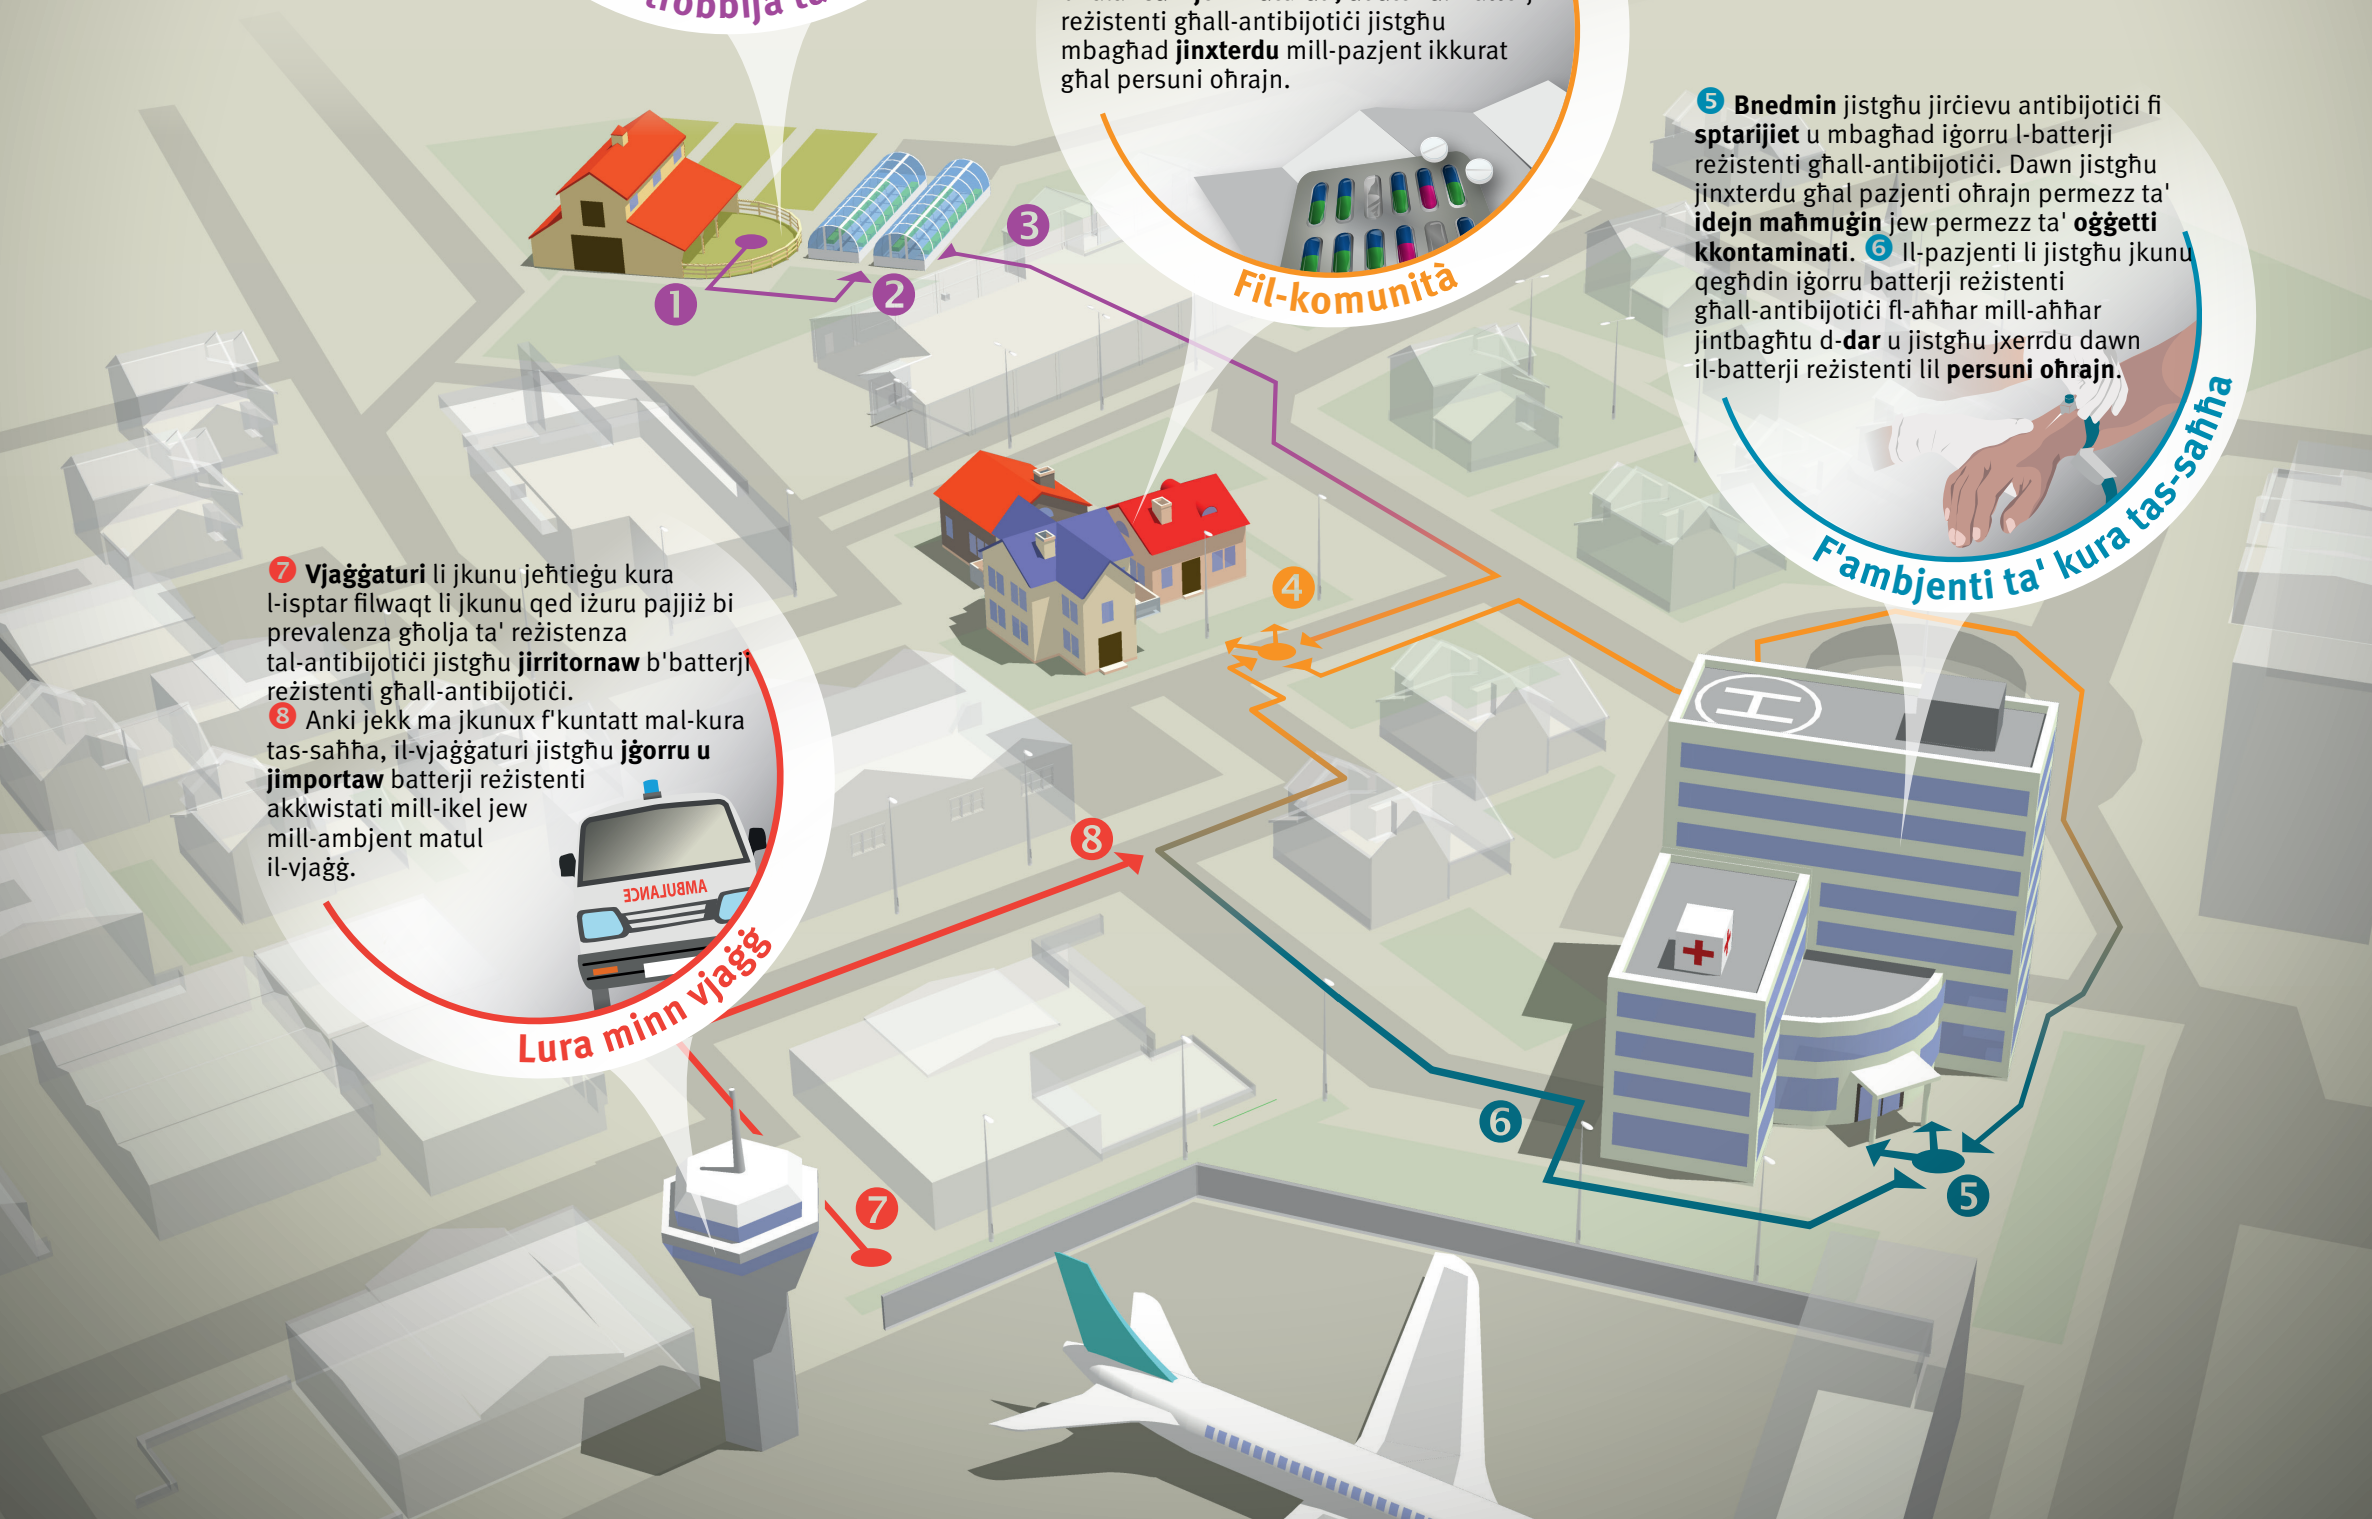 reżistenti għall-antibijotiċi jistgħu
mbagħad jinxterdu mill-pazjent ikkurat
għal persuni oħrajn.
Fil-komunità
5 Bnedmin jistgħu jirċievu antibijotiċi fi
sptarijiet u mbagħad iġorru l-batterji
reżistenti għall-antibijotiċi. Dawn jistgħu
jinxterdu għal pazjenti oħrajn permezz ta'
idejn maħmuġin jew permezz ta' oġġetti
kkontaminati. 6 Il-pazjenti li jistgħu jkunu
qegħdin iġorru batterji reżistenti
għall-antibijotiċi fl-aħħar mill-aħħar
jintbagħtu d-dar u jistgħu jxerrdu dawn
il-batterji reżistenti lil persuni oħrajn.
F'ambjenti ta' kura tas-saħħa
3
1
2
4
7 Vjaġġaturi li jkunu jeħtieġu kura
l-isptar filwaqt li jkunu qed iżuru pajjiż bi
prevalenza għolja ta' reżistenza
tal-antibijotiċi jistgħu jirritornaw b'batterji
reżistenti għall-antibijotiċi.
8 Anki jekk ma jkunux f'kuntatt mal-kura
tas-saħħa, il-vjaġġaturi jistgħu jġorru u
jimportaw batterji reżistenti
akkwistati mill-ikel jew
mill-ambjent matul
il-vjaġġ.
AMBULANCE
Lura minn vjaġġ
8
H
6
5
7